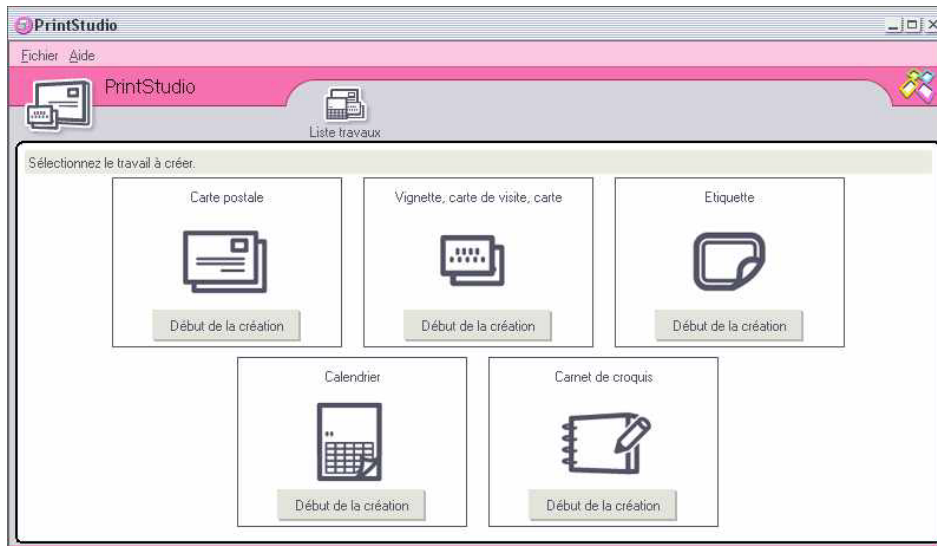 PrintStudio
Fichier Aide
PrintStudio
Liste travaux
Sélectionnez le travail à créer.
Carte postale
Vignette, carte de visite, carte
Etiquette
Début de la création
Début de la création
Début de la création
Calendrier
Carnet de croquis
Début de la création
Début de la création